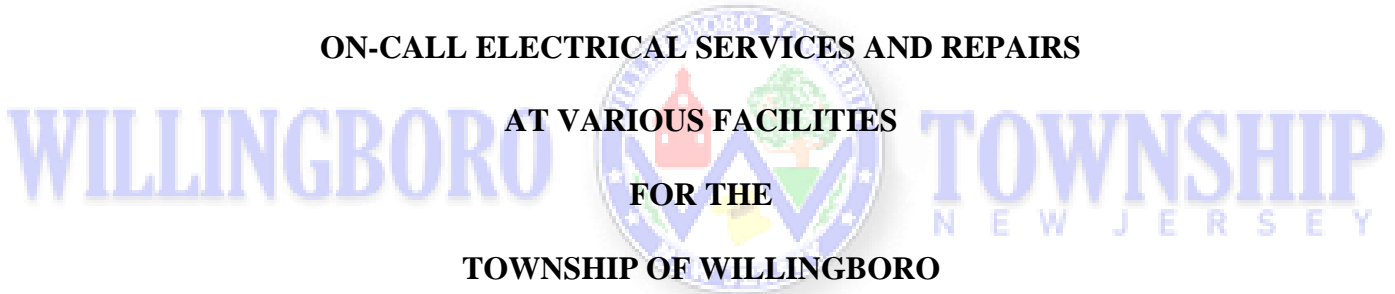 ON-CALL ELECTRICAL SERVICES AND REPAIRS
AT VARIOUS FACILITIES
WILLINGBORO TOWNSHIP
FOR THE
NEW JERSEY
TOWNSHIP OF WILLINGBORO